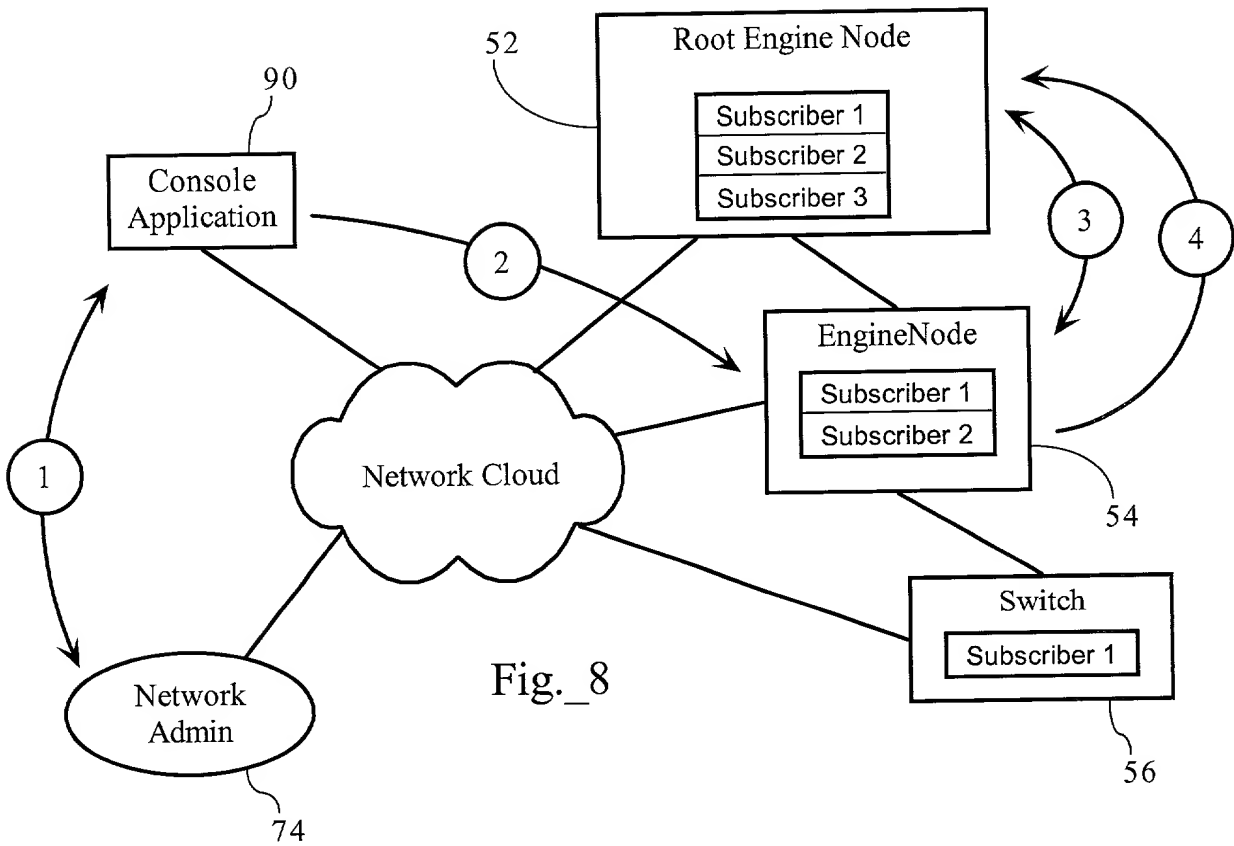 Root Engine Node
52
Subscriber 1
Subscriber 2
Subscriber 3
90
Console
Application
2
3
4
EngineNode
Subscriber 1
Subscriber 2
54
1
Network Cloud
Switch
Subscriber 1
56
Fig._8
Network
Admin
74